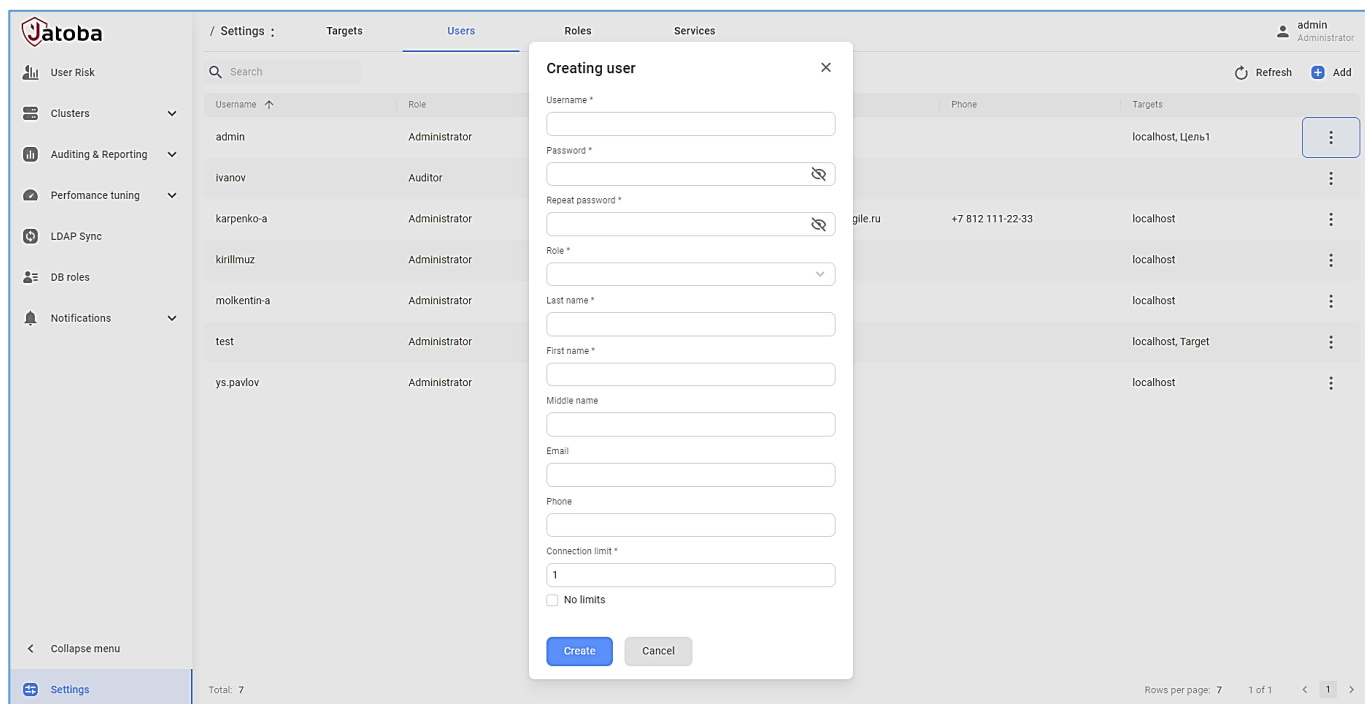 Jatoba
/ Settings :
Targets
Users
Roles
Services
admin
Administrator
User Risk
Clusters
Auditing & Reporting
Perfomance tuning
LDAP Sync
DB roles
Notifications
Collapse menu
Settings
Search
Refresh
Add
Username
Role
Phone
Targets
admin
Administrator
localhost, Цель1
ivanov
Auditor
karpenko-a
Administrator
gile.ru
+7 812 111-22-33
localhost
kirillmuz
Administrator
localhost
molkentin-a
Administrator
localhost
test
Administrator
localhost, Target
ys.pavlov
Administrator
localhost
Total: 7
Rows per page: 7
1 of 1
1
Creating user
Username *
Password *
Repeat password *
Role *
Last name *
First name *
Middle name
Email
Phone
Connection limit *
1
No limits
Create
Cancel